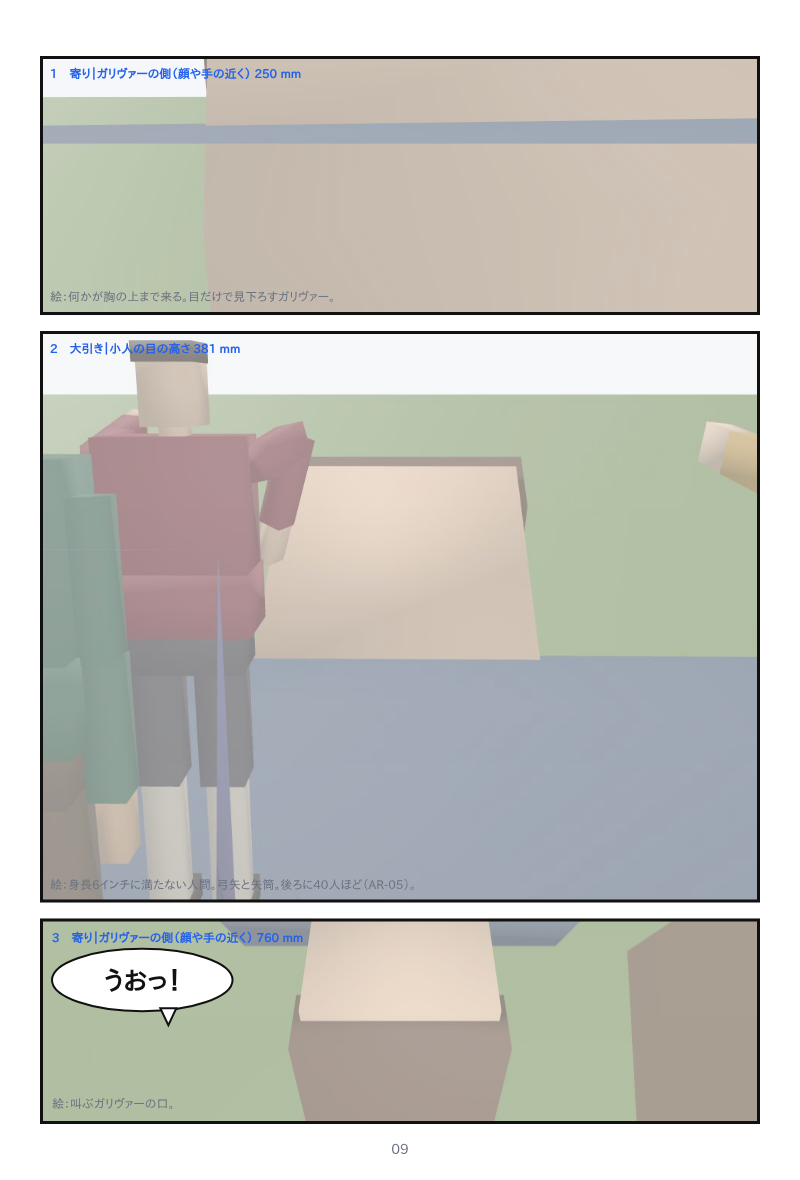 1 寄り|ガリヴァーの側(顔や手の近く) 250 mm
絵:何かが胸の上まで来る。目だけで見下ろすガリヴァー。
2 大引き|小人の目の高さ 381 mm
絵:身長6インチに満たない人間。弓矢と矢筒。後ろに40人ほど(AR-05)。
3 寄り|ガリヴァーの側(顔や手の近く) 760 mm
うおっ!
絵:叫ぶガリヴァーの口。
09